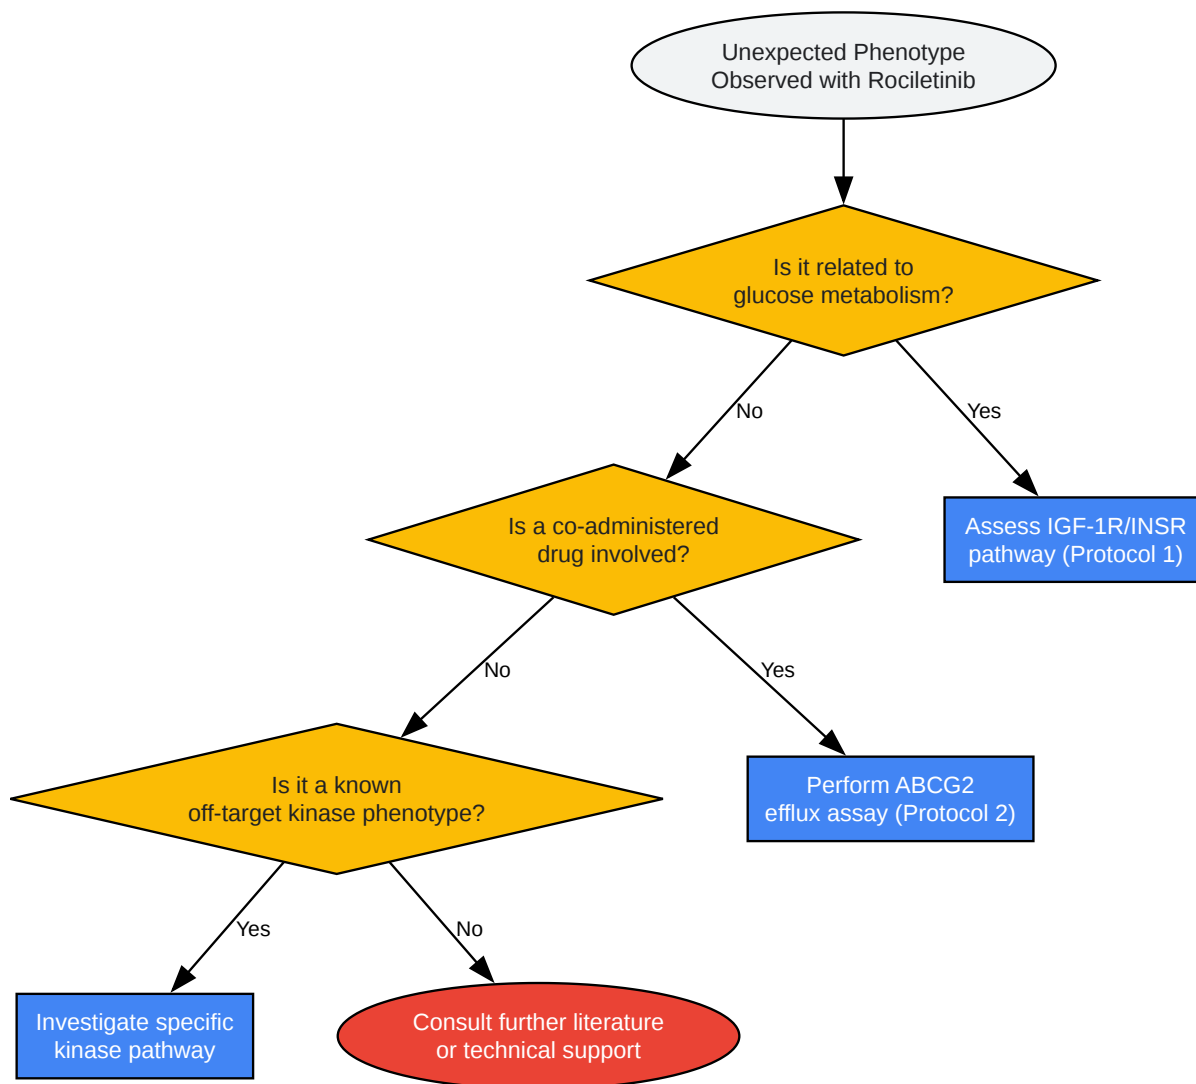 Unexpected Phenotype
Observed with Rociletinib
Is it related to
glucose metabolism?
No
Yes
Assess IGF-1R/INSR
pathway (Protocol 1)
Is a co-administered
drug involved?
No
Yes
Perform ABCG2
efflux assay (Protocol 2)
Is it a known
off-target kinase phenotype?
Yes
No
Investigate specific
kinase pathway
Consult further literature
or technical support